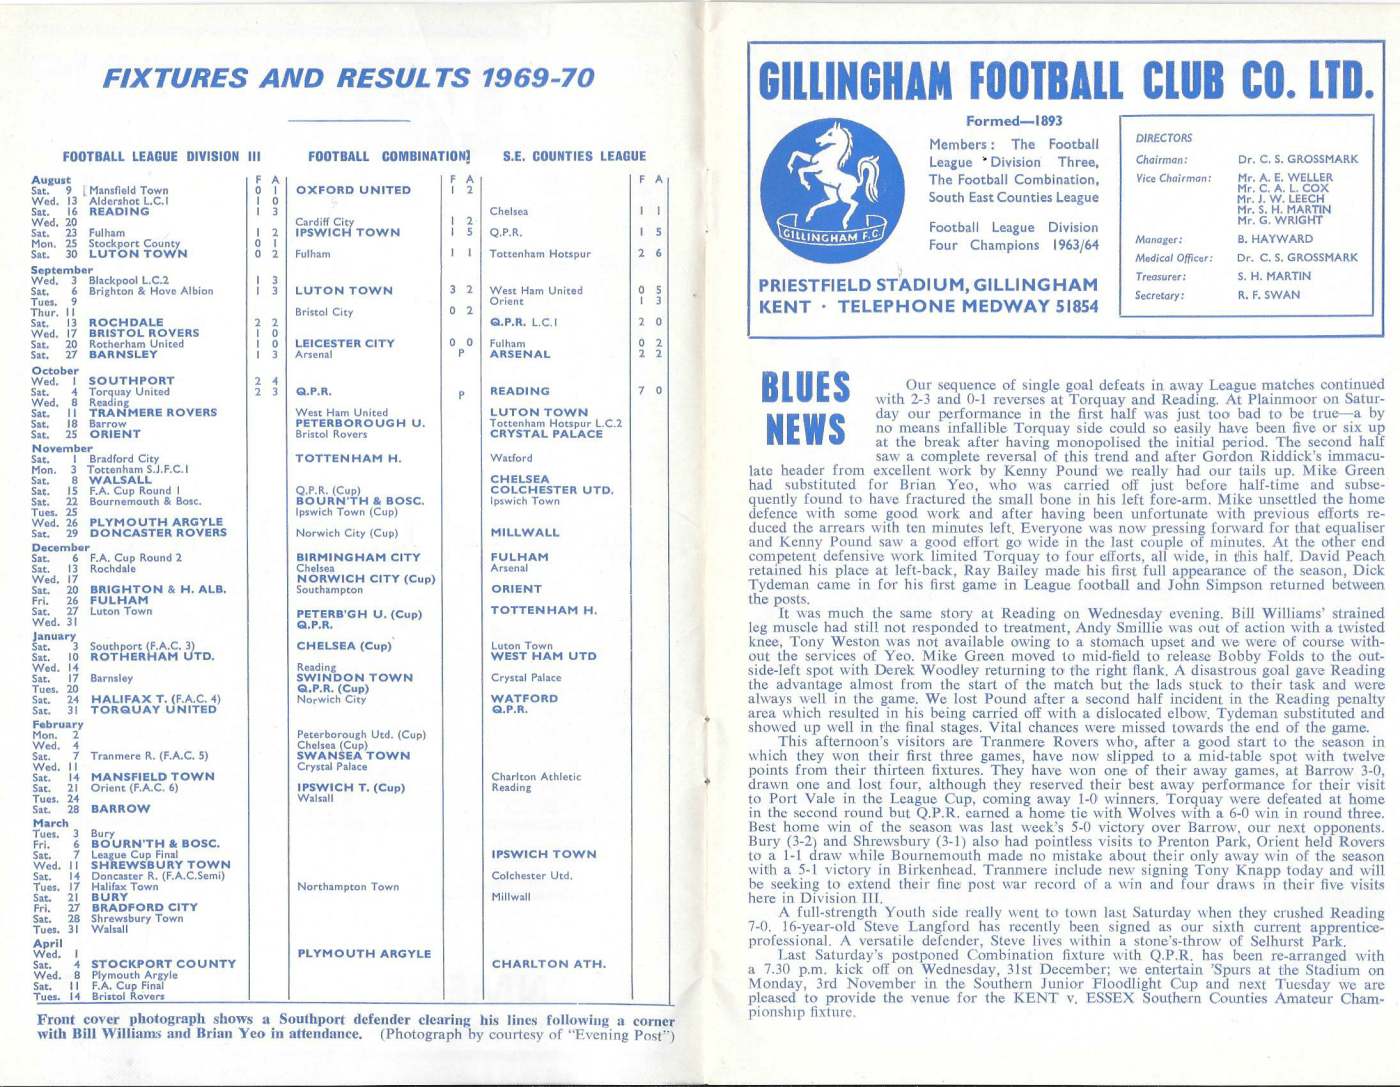 FIXTURES AND RESULTS 1969-70
FOOTBALL LEAGUE DIVISION III FOOTBALL COMBINATION S.E. COUNTIES LEAGUE
August F A F A F A
Sat. 9 Mansfield Town 0 1 OXFORD UNITED 1 2
Wed. 13 Aldershot L.C.1 1 0
Sat. 16 READING 1 3 Chelsea 1 1
Wed. 20 Cardiff City 1 2
Sat. 23 Fulham 1 2 IPSWICH TOWN 1 5 Q.P.R. 1 5
Mon. 25 Stockport County 0 1
Sat. 30 LUTON TOWN 0 2 Fulham 1 1 Tottenham Hotspur 2 6
September
Wed. 3 Blackpool L.C.2 1 3
Sat. 6 Brighton & Hove Albion 1 3 LUTON TOWN 3 2 West Ham United 0 5
Tues. 9 Orient 1 3
Thur. 11 Bristol City 0 2
Sat. 13 ROCHDALE 2 2 Q.P.R. L.C.1 2 0
Wed. 17 BRISTOL ROVERS 1 0
Sat. 20 Rotherham United 1 0 LEICESTER CITY 0 0 Fulham 0 2
Sat. 27 BARNSLEY 1 3 Arsenal P ARSENAL 2 2
October
Wed. 1 SOUTHPORT 2 4
Sat. 4 Torquay United 2 3 Q.P.R. P READING 7 0
Wed. 8 Reading
Sat. 11 TRANMERE ROVERS West Ham United LUTON TOWN
Sat. 18 Barrow PETERBOROUGH U. Tottenham Hotspur L.C.2
Sat. 25 ORIENT Bristol Rovers CRYSTAL PALACE
November
Sat. 1 Bradford City TOTTENHAM H. Watford
Mon. 3 Tottenham S.J.F.C.1
Sat. 8 WALSALL CHELSEA
Sat. 15 F.A. Cup Round 1 Q.P.R. (Cup) COLCHESTER UTD.
Sat. 22 Bournemouth & Bosc. BOURN'TH & BOSC. Ipswich Town
Tues. 25 Ipswich Town (Cup)
Wed. 26 PLYMOUTH ARGYLE
Sat. 29 DONCASTER ROVERS Norwich City (Cup) MILLWALL
December
Sat. 6 F.A. Cup Round 2 BIRMINGHAM CITY FULHAM
Sat. 13 Rochdale Chelsea Arsenal
Wed. 17 NORWICH CITY (Cup)
Sat. 20 BRIGHTON & H. ALB. Southampton ORIENT
Fri. 26 FULHAM
Sat. 27 Luton Town PETERB'GH U. (Cup) TOTTENHAM H.
Wed. 31 Q.P.R.
January
Sat. 3 Southport (F.A.C. 3) CHELSEA (Cup) Luton Town
Sat. 10 ROTHERHAM UTD. WEST HAM UTD
Wed. 14 Reading
Sat. 17 Barnsley SWINDON TOWN Crystal Palace
Tues. 20 Q.P.R. (Cup)
Sat. 24 HALIFAX T. (F.A.C. 4) Norwich City WATFORD
Sat. 31 TORQUAY UNITED Q.P.R.
February
Mon. 2 Peterborough Utd. (Cup)
Wed. 4 Chelsea (Cup)
Sat. 7 Tranmere R. (F.A.C. 5) SWANSEA TOWN
Wed. 11 Crystal Palace
Sat. 14 MANSFIELD TOWN Charlton Athletic
Sat. 21 Orient (F.A.C. 6) IPSWICH T. (Cup) Reading
Tues. 24 Walsall
Sat. 28 BARROW
March
Tues. 3 Bury
Fri. 6 BOURN'TH & BOSC.
Sat. 7 League Cup Final IPSWICH TOWN
Wed. 11 SHREWSBURY TOWN
Sat. 14 Doncaster R. (F.A.C.Semi) Colchester Utd.
Tues. 17 Halifax Town Northampton Town
Sat. 21 BURY Millwall
Fri. 27 BRADFORD CITY
Sat. 28 Shrewsbury Town
Tues. 31 Walsall
April
Wed. 1 PLYMOUTH ARGYLE
Sat. 4 STOCKPORT COUNTY CHARLTON ATH.
Wed. 8 Plymouth Argyle
Sat. 11 F.A. Cup Final
Tues. 14 Bristol Rovers
Front cover photograph shows a Southport defender clearing his lines following a corner
with Bill Williams and Brian Yeo in attendance. (Photograph by courtesy of "Evening Post")
GILLINGHAM FOOTBALL CLUB CO. LTD.
GILLINGHAM F.C.
Formed—1893
Members: The Football
League Division Three,
The Football Combination,
South East Counties League
Football League Division
Four Champions 1963/64
PRIESTFIELD STADIUM, GILLINGHAM
KENT · TELEPHONE MEDWAY 51854
DIRECTORS
Chairman: Dr. C. S. GROSSMARK
Vice Chairman: Mr. A. E. WELLER
Mr. C. A. L. COX
Mr. J. W. LEECH
Mr. S. H. MARTIN
Mr. G. WRIGHT
Manager: B. HAYWARD
Medical Officer: Dr. C. S. GROSSMARK
Treasurer: S. H. MARTIN
Secretary: R. F. SWAN
BLUES
NEWS
Our sequence of single goal defeats in away League matches continued
with 2-3 and 0-1 reverses at Torquay and Reading. At Plainmoor on Satur-
day our performance in the first half was just too bad to be true—a by
no means infallible Torquay side could so easily have been five or six up
at the break after having monopolised the initial period. The second half
saw a complete reversal of this trend and after Gordon Riddick's immacu-
late header from excellent work by Kenny Pound we really had our tails up. Mike Green
had substituted for Brian Yeo, who was carried off just before half-time and subse-
quently found to have fractured the small bone in his left fore-arm. Mike unsettled the home
defence with some good work and after having been unfortunate with previous efforts re-
duced the arrears with ten minutes left. Everyone was now pressing forward for that equaliser
and Kenny Pound saw a good effort go wide in the last couple of minutes. At the other end
competent defensive work limited Torquay to four efforts, all wide, in this half. David Peach
retained his place at left-back, Ray Bailey made his first full appearance of the season, Dick
Tydeman came in for his first game in League football and John Simpson returned between
the posts.
It was much the same story at Reading on Wednesday evening. Bill Williams' strained
leg muscle had still not responded to treatment, Andy Smillie was out of action with a twisted
knee, Tony Weston was not available owing to a stomach upset and we were of course with-
out the services of Yeo. Mike Green moved to mid-field to release Bobby Folds to the out-
side-left spot with Derek Woodley returning to the right flank. A disastrous goal gave Reading
the advantage almost from the start of the match but the lads stuck to their task and were
always well in the game. We lost Pound after a second half incident in the Reading penalty
area which resulted in his being carried off with a dislocated elbow. Tydeman substituted and
showed up well in the final stages. Vital chances were missed towards the end of the game.
This afternoon's visitors are Tranmere Rovers who, after a good start to the season in
which they won their first three games, have now slipped to a mid-table spot with twelve
points from their thirteen fixtures. They have won one of their away games, at Barrow 3-0,
drawn one and lost four, although they reserved their best away performance for their visit
to Port Vale in the League Cup, coming away 1-0 winners. Torquay were defeated at home
in the second round but Q.P.R. earned a home tie with Wolves with a 6-0 win in round three.
Best home win of the season was last week's 5-0 victory over Barrow, our next opponents.
Bury (3-2) and Shrewsbury (3-1) also had pointless visits to Prenton Park, Orient held Rovers
to a 1-1 draw while Bournemouth made no mistake about their only away win of the season
with a 5-1 victory in Birkenhead. Tranmere include new signing Tony Knapp today and will
be seeking to extend their fine post war record of a win and four draws in their five visits
here in Division III.
A full-strength Youth side really went to town last Saturday when they crushed Reading
7-0. 16-year-old Steve Langford has recently been signed as our sixth current apprentice-
professional. A versatile defender, Steve lives within a stone's-throw of Selhurst Park.
Last Saturday's postponed Combination fixture with Q.P.R. has been re-arranged with
a 7.30 p.m. kick off on Wednesday, 31st December; we entertain 'Spurs at the Stadium on
Monday, 3rd November in the Southern Junior Floodlight Cup and next Tuesday we are
pleased to provide the venue for the KENT v. ESSEX Southern Counties Amateur Cham-
pionship fixture.